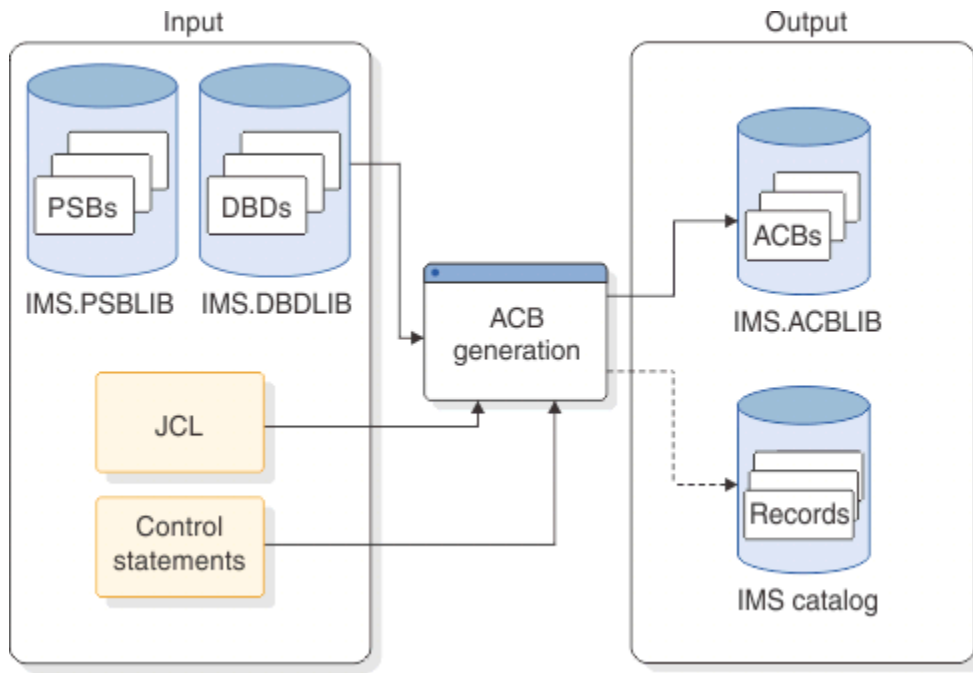 Input
Output
PSBs
DBDs
IMS.PSBLIB
IMS.DBDLIB
JCL
Control
statements
ACB
generation
ACBs
IMS.ACBLIB
Records
IMS catalog